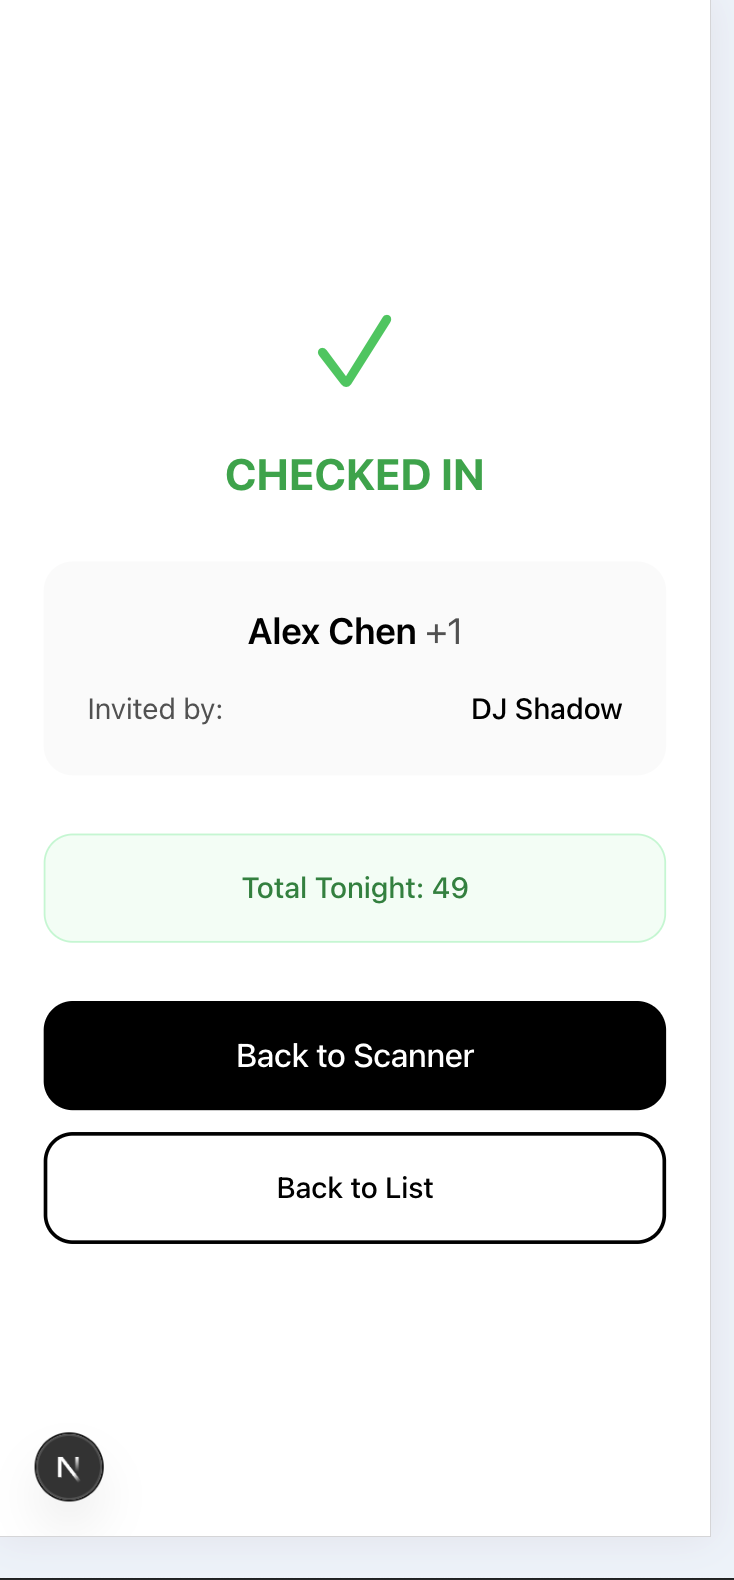 CHECKED IN
Alex Chen +1
Invited by: DJ Shadow
Total Tonight: 49
Back to Scanner
Back to List
N